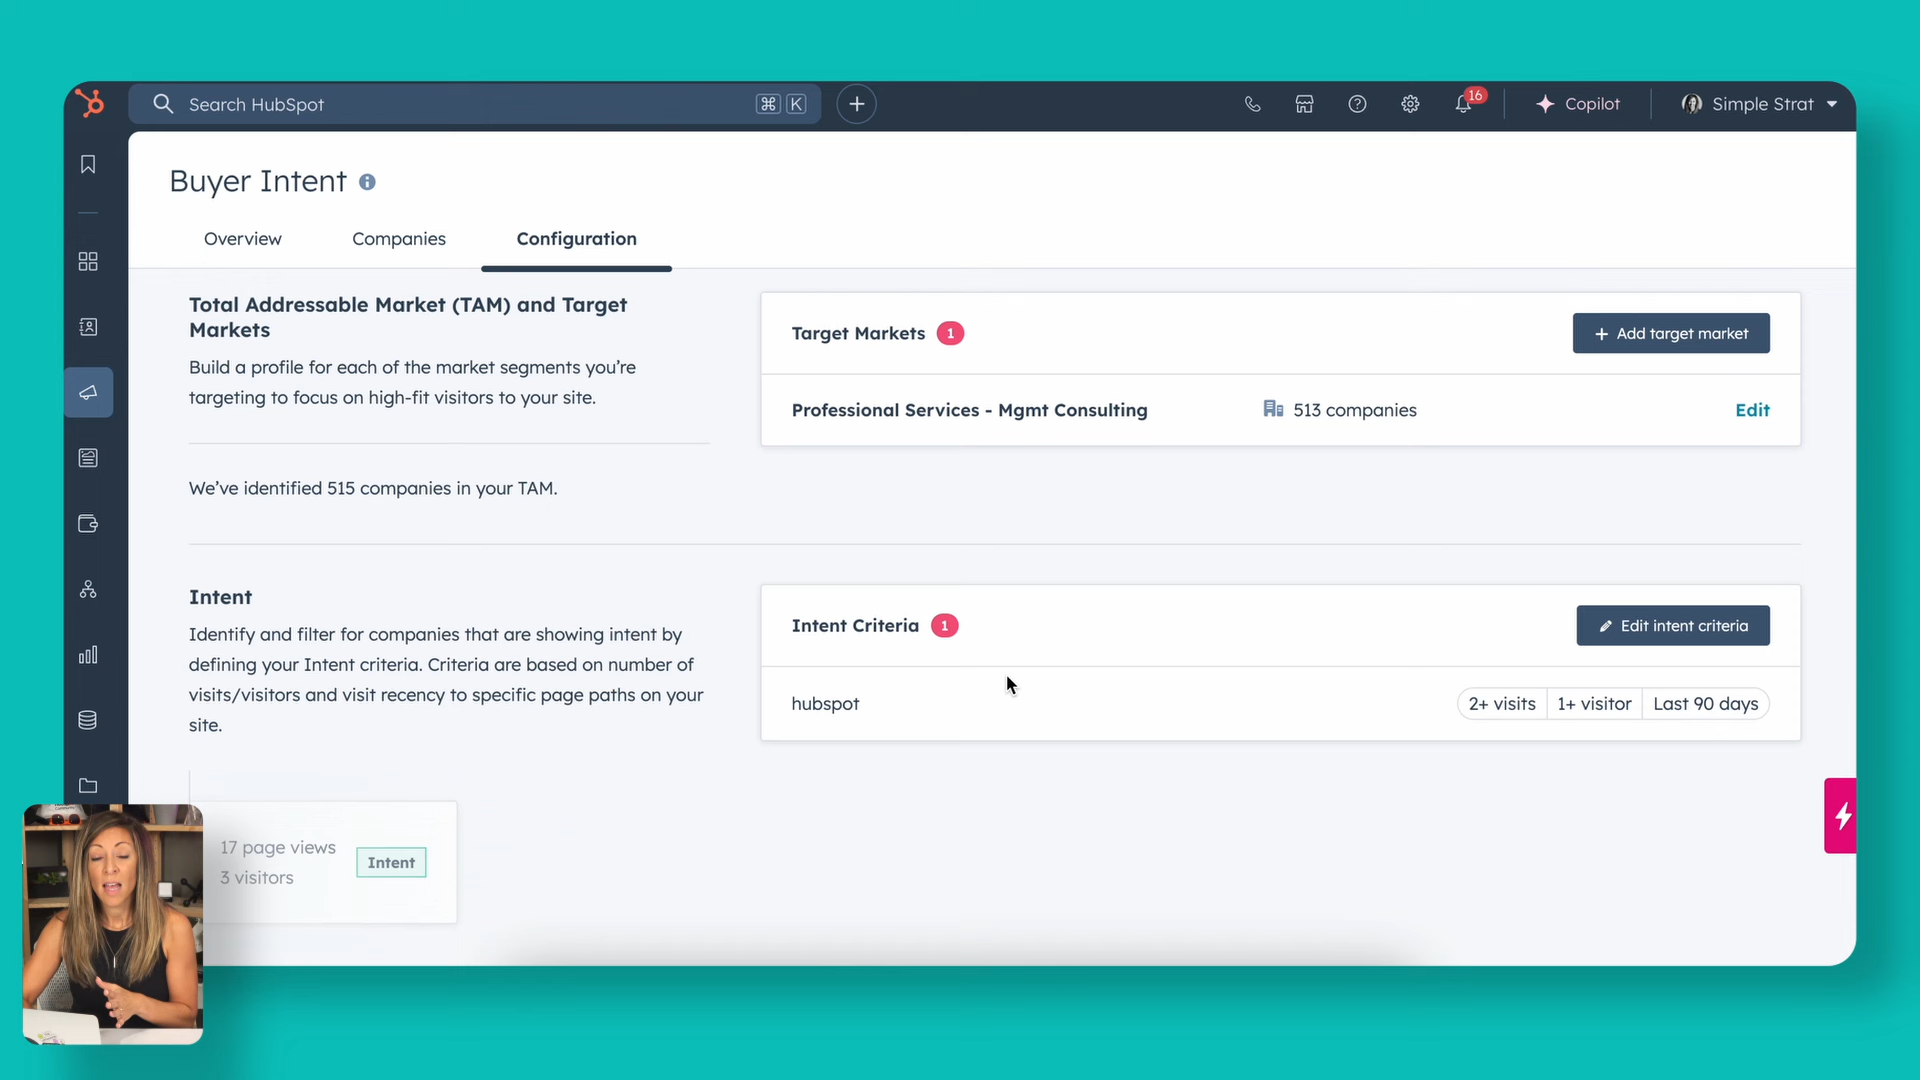 Search HubSpot
⌘ K
16
Copilot
Simple Strat
Buyer Intent
Overview
Companies
Configuration
Total Addressable Market (TAM) and Target
Markets
Build a profile for each of the market segments you’re
targeting to focus on high-fit visitors to your site.
We’ve identified 515 companies in your TAM.
Target Markets 1
+ Add target market
Professional Services - Mgmt Consulting
513 companies
Edit
Intent
Identify and filter for companies that are showing intent by
defining your Intent criteria. Criteria are based on number of
visits/visitors and visit recency to specific page paths on your
site.
Intent Criteria 1
Edit intent criteria
hubspot
2+ visits
1+ visitor
Last 90 days
17 page views
3 visitors
Intent